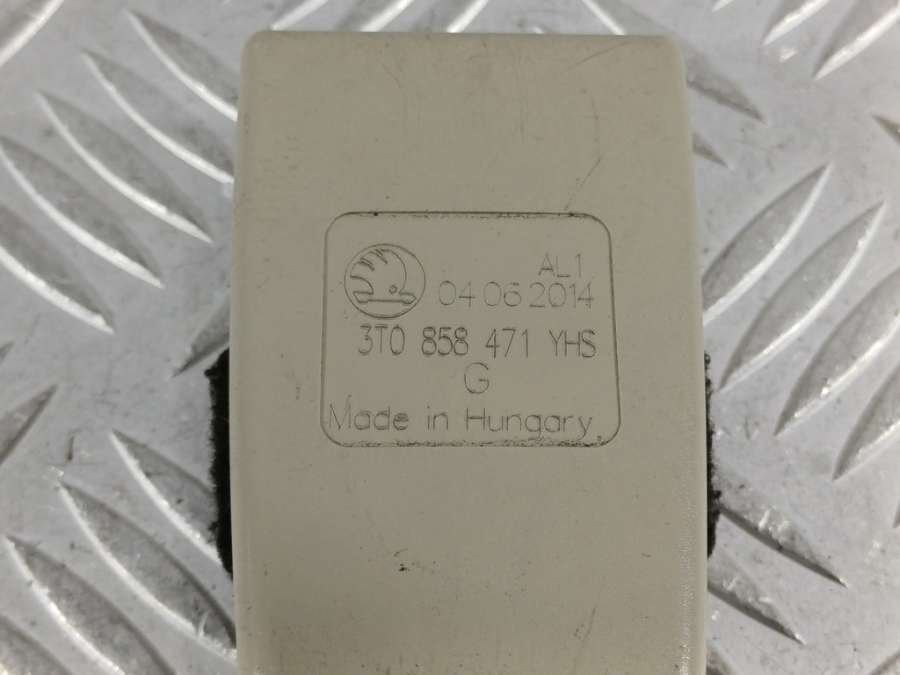 AL1
04 06 2014
3T0 858 471 YHS
G
Made in Hungary